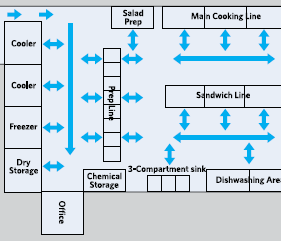 Salad
Prep
Main Cooking Line
Cooler
Cooler
Prep Line
Sandwich Line
Freezer
Dry
Storage
Chemical
Storage
3-Compartment sink
Dishwashing Area
Office